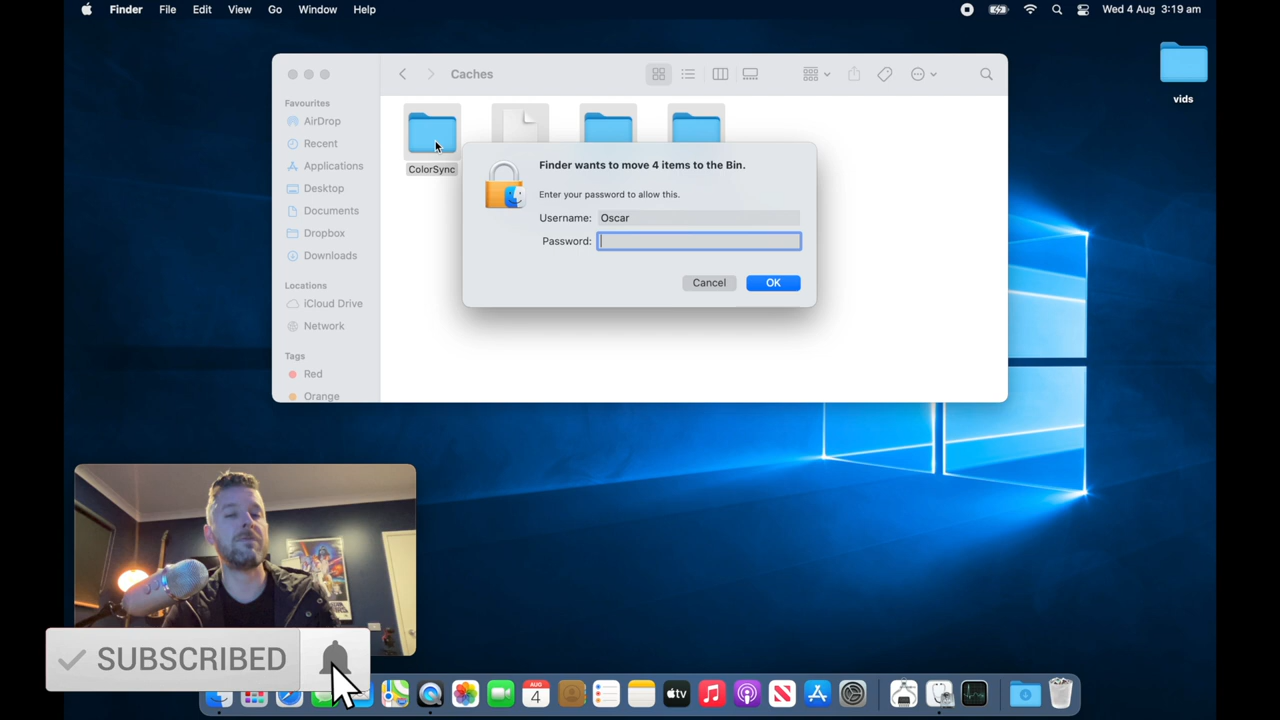 Finder File Edit View Go Window Help Wed 4 Aug 3:19 am
Caches
Favourites
AirDrop
Recent
Applications
Desktop
Documents
Dropbox
Downloads
Locations
iCloud Drive
Network
Tags
Red
Orange
ColorSync
Finder wants to move 4 items to the Bin.
Enter your password to allow this.
Username: Oscar
Password:
Cancel OK
vids
SUBSCRIBED
AUG
4
tv